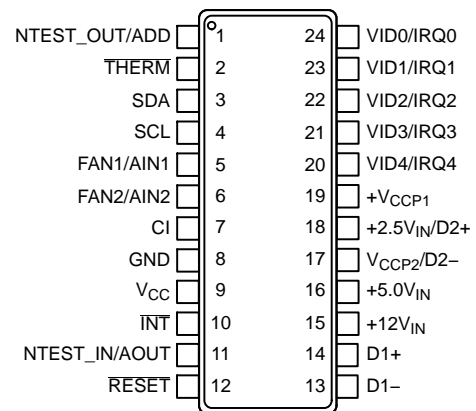 NTEST_OUT/ADD 1 24 VID0/IRQ0
THERM 2 23 VID1/IRQ1
SDA 3 22 VID2/IRQ2
SCL 4 21 VID3/IRQ3
FAN1/AIN1 5 20 VID4/IRQ4
FAN2/AIN2 6 19 +VCCP1
CI 7 18 +2.5VIN/D2+
GND 8 17 VCCP2/D2−
VCC 9 16 +5.0VIN
INT 10 15 +12VIN
NTEST_IN/AOUT 11 14 D1+
RESET 12 13 D1−